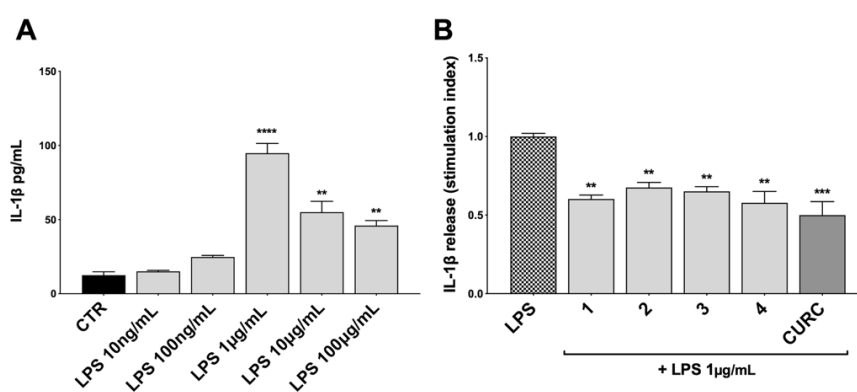 A
IL-1β pg/mL
150
100
50
0
****
**
**
CTR
LPS 10ng/mL
LPS 100ng/mL
LPS 1µg/mL
LPS 10µg/mL
LPS 100µg/mL
B
IL-1β release (stimulation index)
1.5
1.0
0.5
0.0
**
**
**
**
***
LPS
1
2
3
4
CURC
+ LPS 1µg/mL